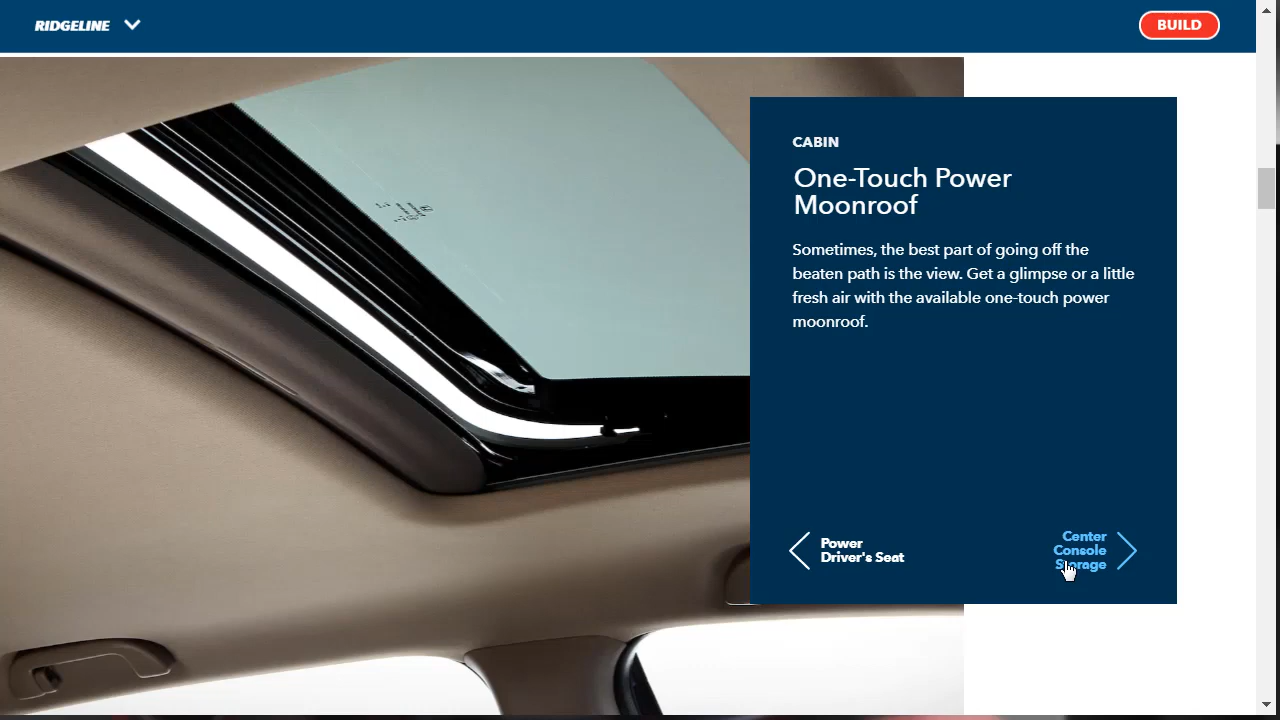 RIDGELINE
BUILD
CABIN
One-Touch Power
Moonroof
Sometimes, the best part of going off the
beaten path is the view. Get a glimpse or a little
fresh air with the available one-touch power
moonroof.
Power
Driver's Seat
Center
Console
Storage